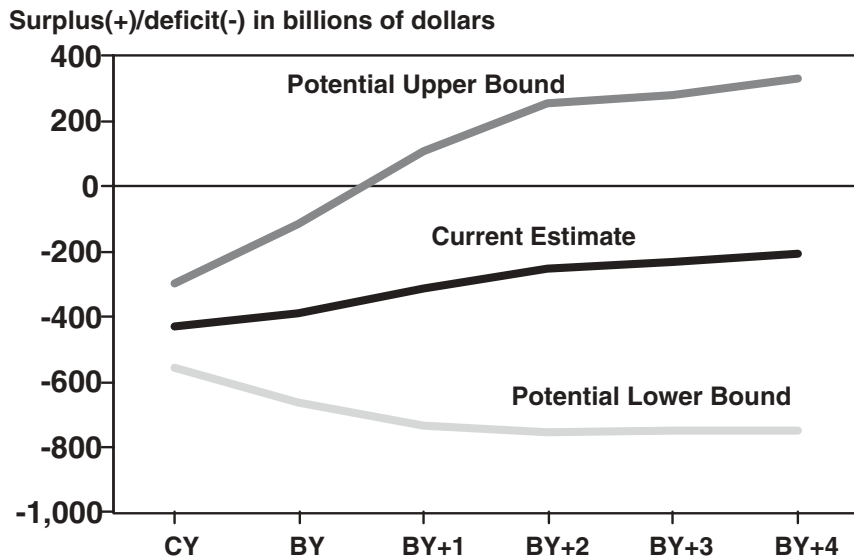 Surplus(+)/deficit(-) in billions of dollars
400
Potential Upper Bound
200
0
Current Estimate
-200
-400
-600
Potential Lower Bound
-800
-1,000
CY BY BY+1 BY+2 BY+3 BY+4